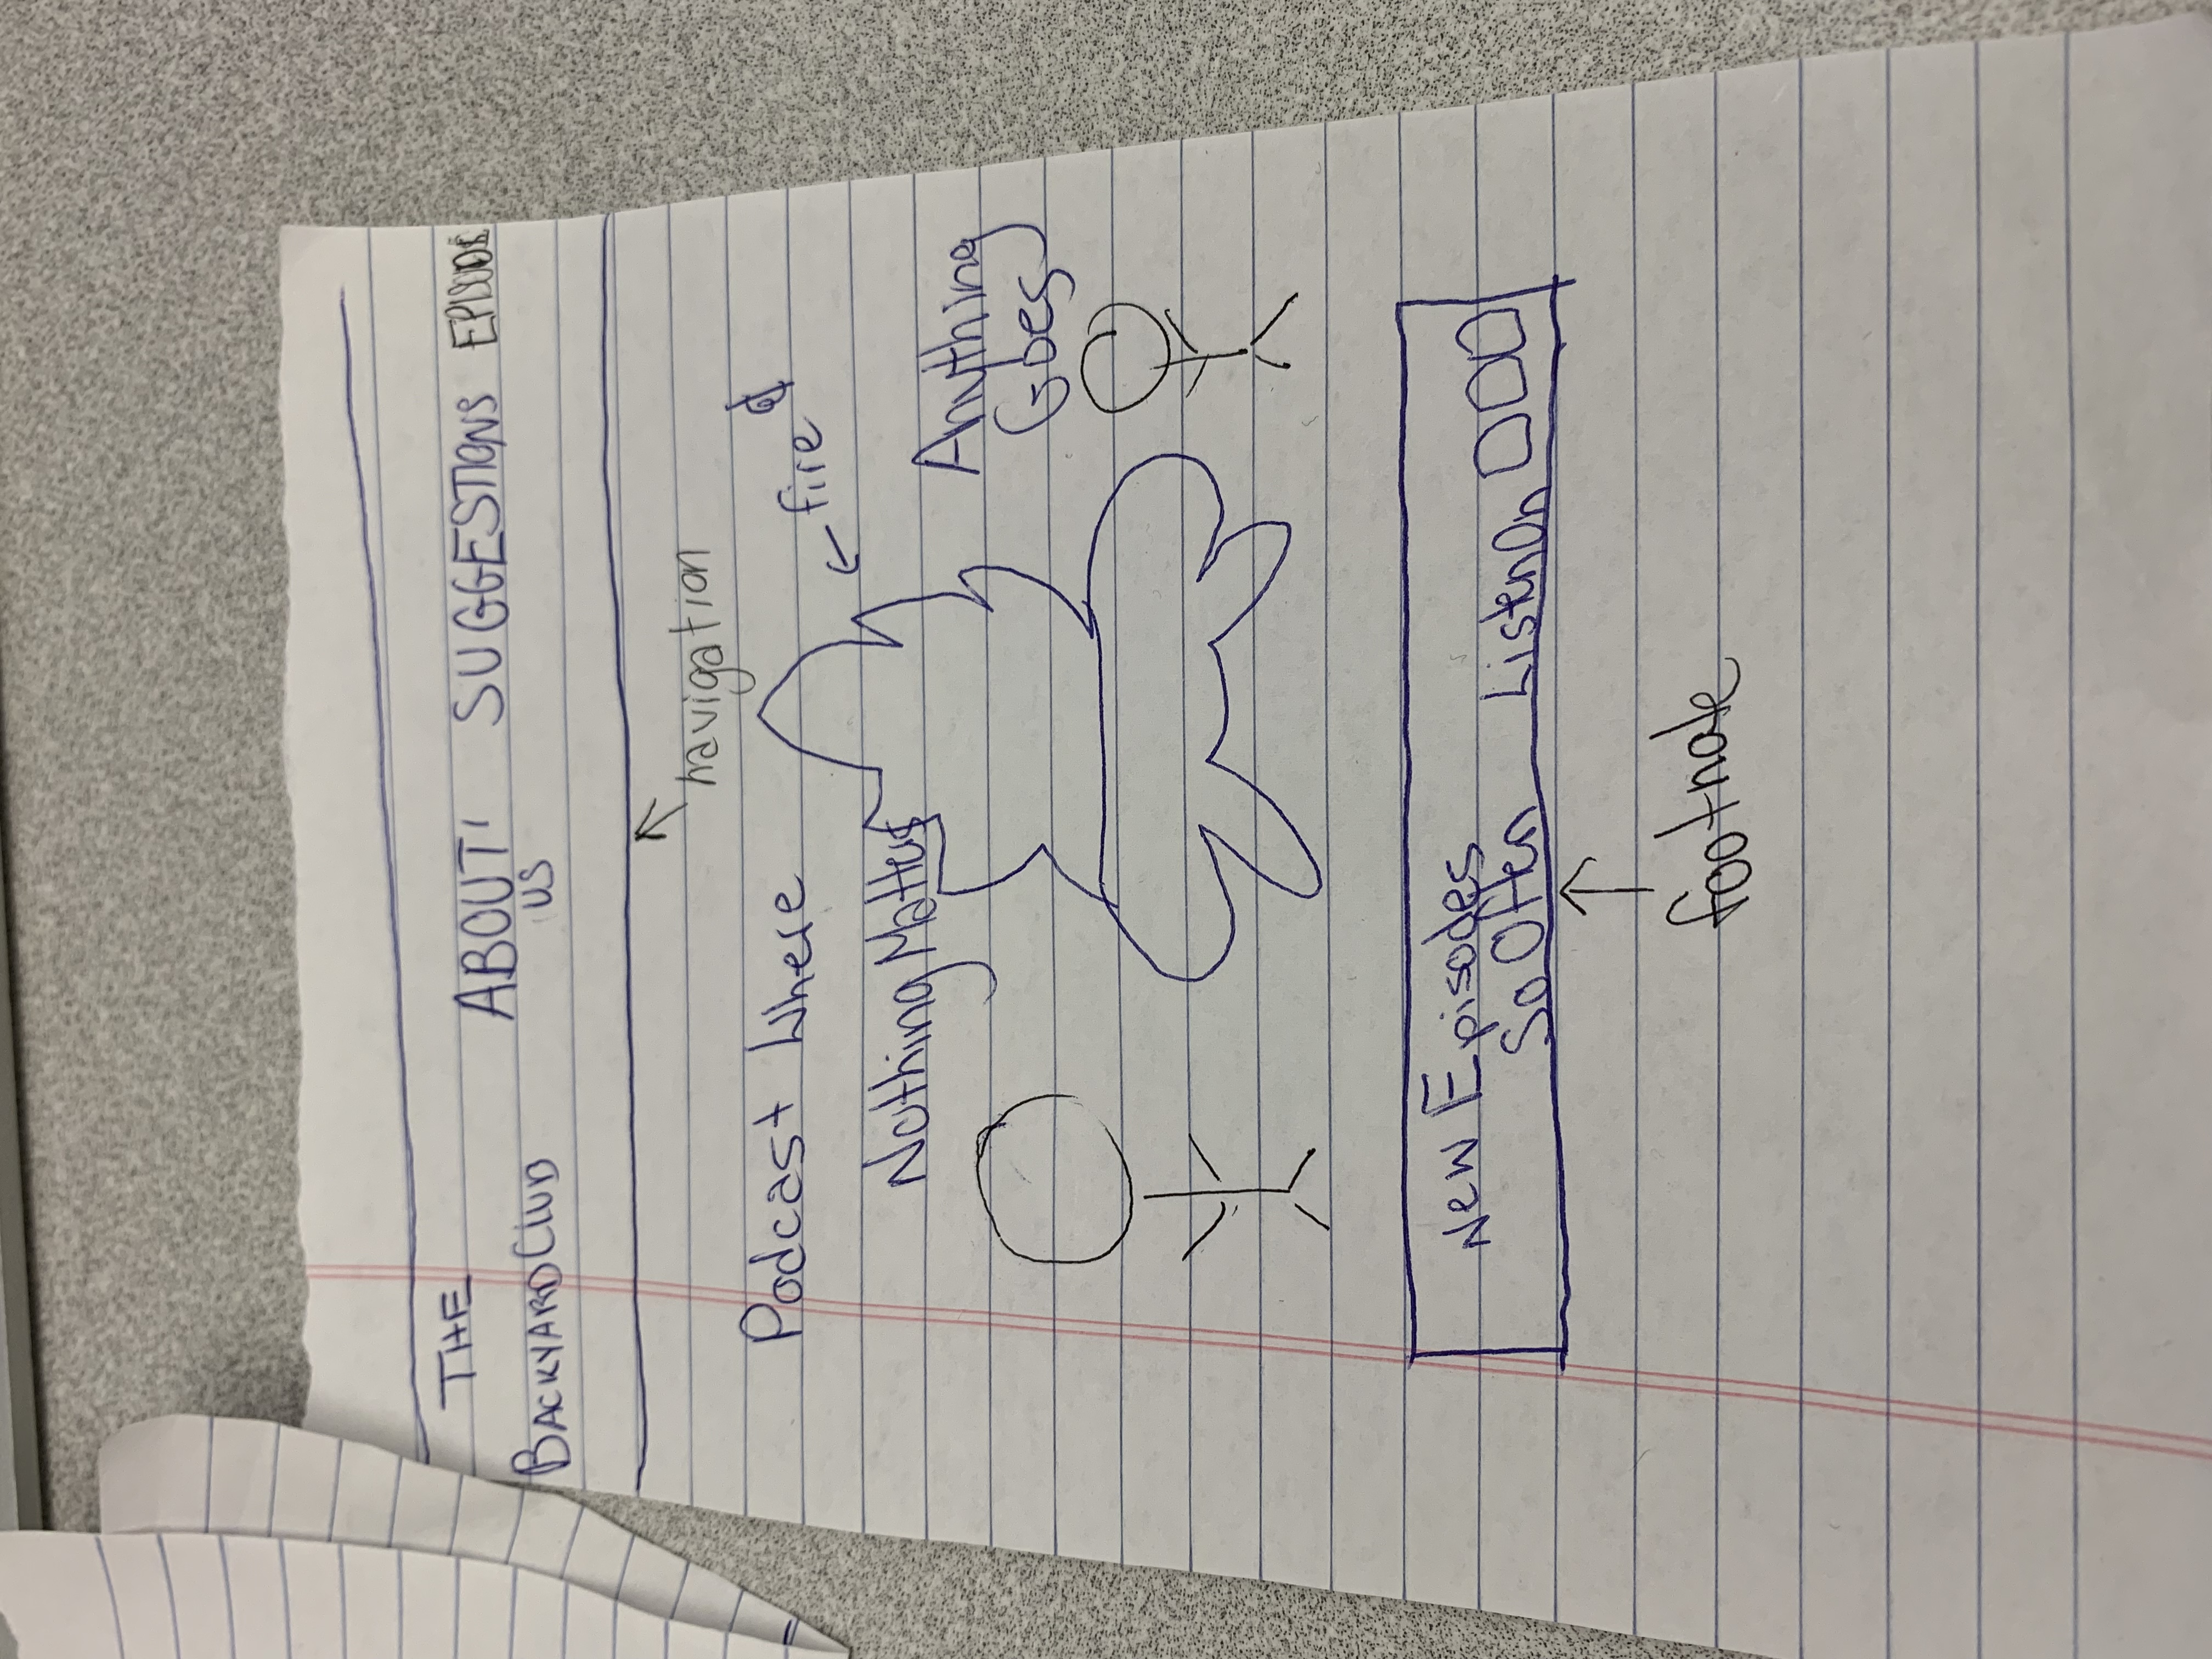 THE
BACKYARD CLUB
ABOUT
US
SUGGESTIONS
EPISODE
navigation
Podcast Where
fire
Nothing Matters
Anything
Goes
New Episodes
So Often
Listen On
footnote